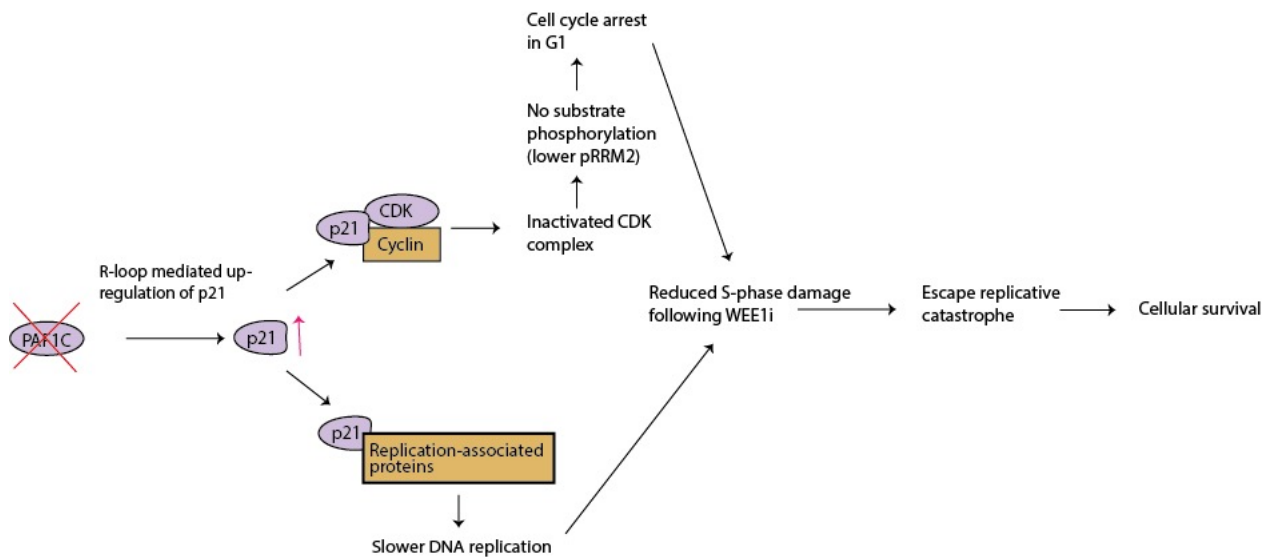 Cell cycle arrest
in G1
No substrate
phosphorylation
(lower pRRM2)
CDK
p21
Cyclin
Inactivated CDK
complex
R-loop mediated up-
regulation of p21
PAF1C
p21
Reduced S-phase damage
following WEE1i
Escape replicative
catastrophe
Cellular survival
p21
Replication-associated
proteins
Slower DNA replication